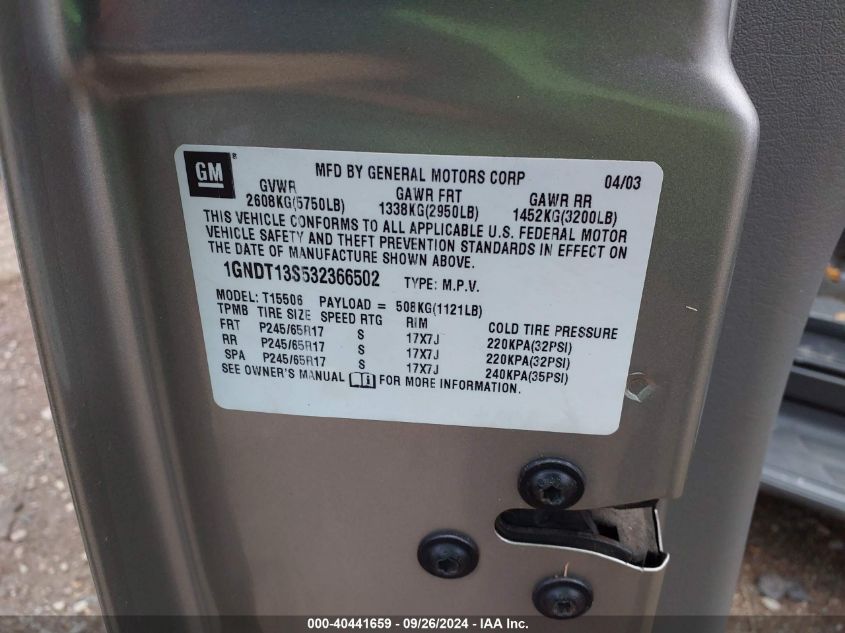 GM ® MFD BY GENERAL MOTORS CORP 04/03
GVWR GAWR FRT GAWR RR
2608KG(5750LB) 1338KG(2950LB) 1452KG(3200LB)
THIS VEHICLE CONFORMS TO ALL APPLICABLE U.S. FEDERAL MOTOR
VEHICLE SAFETY AND THEFT PREVENTION STANDARDS IN EFFECT ON
THE DATE OF MANUFACTURE SHOWN ABOVE.
1GNDT13S532366502 TYPE: M.P.V.
MODEL: T15506 PAYLOAD = 508KG(1121LB)
TPMB TIRE SIZE SPEED RTG RIM COLD TIRE PRESSURE
FRT P245/65R17 S 17X7J 220KPA(32PSI)
RR P245/65R17 S 17X7J 220KPA(32PSI)
SPA P245/65R17 S 17X7J 240KPA(35PSI)
SEE OWNER'S MANUAL FOR MORE INFORMATION.
000-40441659 - 09/26/2024 - IAA Inc.